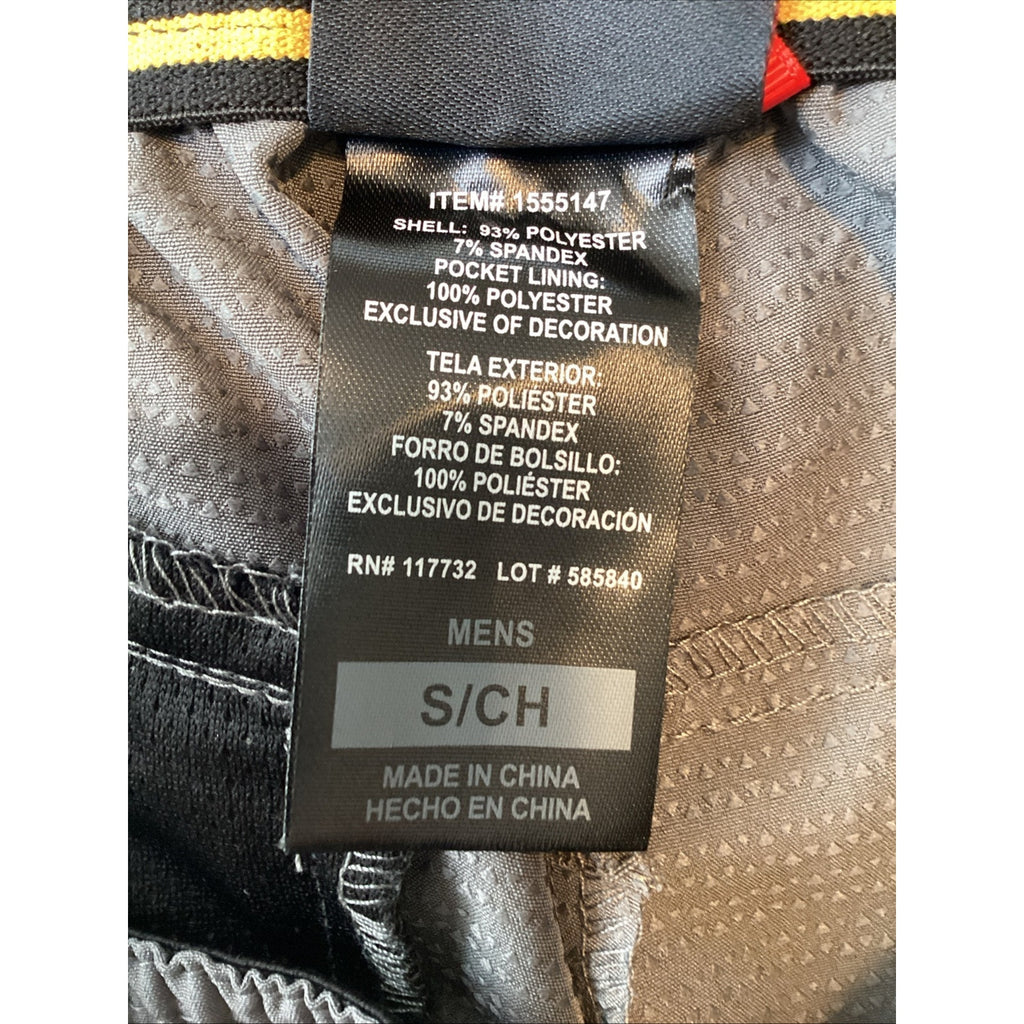 ITEM# 1555147
SHELL: 93% POLYESTER
7% SPANDEX
POCKET LINING:
100% POLYESTER
EXCLUSIVE OF DECORATION
TELA EXTERIOR:
93% POLIÉSTER
7% SPANDEX
FORRO DE BOLSILLO:
100% POLIÉSTER
EXCLUSIVO DE DECORACIÓN
RN# 117732 LOT # 585840
MENS
S/CH
MADE IN CHINA
HECHO EN CHINA